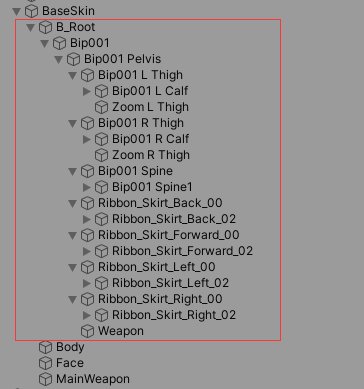 BaseSkin
B_Root
Bip001
Bip001 Pelvis
Bip001 L Thigh
Bip001 L Calf
Zoom L Thigh
Bip001 R Thigh
Bip001 R Calf
Zoom R Thigh
Bip001 Spine
Bip001 Spine1
Ribbon_Skirt_Back_00
Ribbon_Skirt_Back_02
Ribbon_Skirt_Forward_00
Ribbon_Skirt_Forward_02
Ribbon_Skirt_Left_00
Ribbon_Skirt_Left_02
Ribbon_Skirt_Right_00
Ribbon_Skirt_Right_02
Weapon
Body
Face
MainWeapon